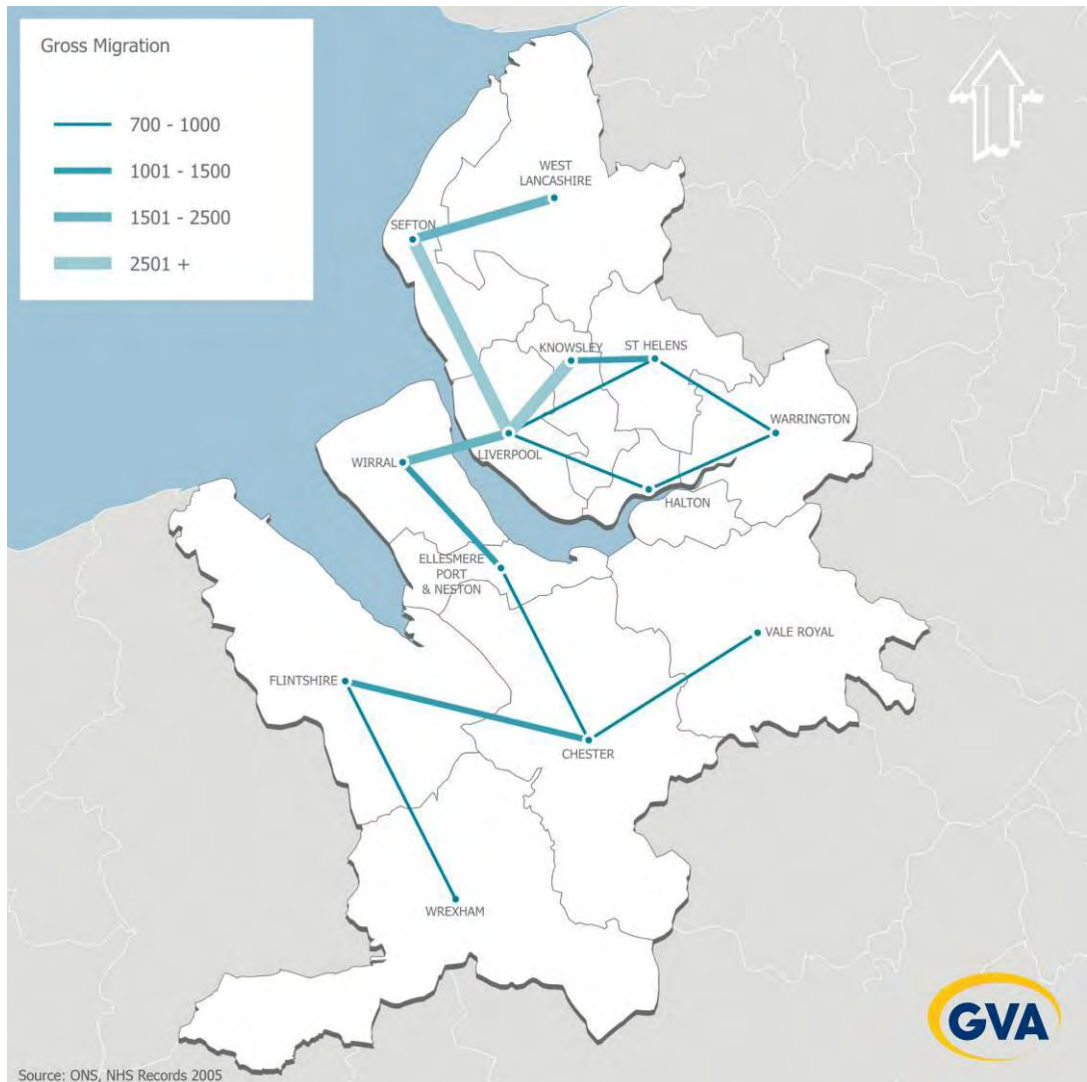 Gross Migration
700 - 1000
1001 - 1500
1501 - 2500
2501 +
WEST
LANCASHIRE
SEFTON
KNOWSLEY
ST HELENS
WARRINGTON
LIVERPOOL
WIRRAL
HALTON
ELLESMERE
PORT
& NESTON
VALE ROYAL
FLINTSHIRE
CHESTER
WREXHAM
GVA
Source: ONS, NHS Records 2005